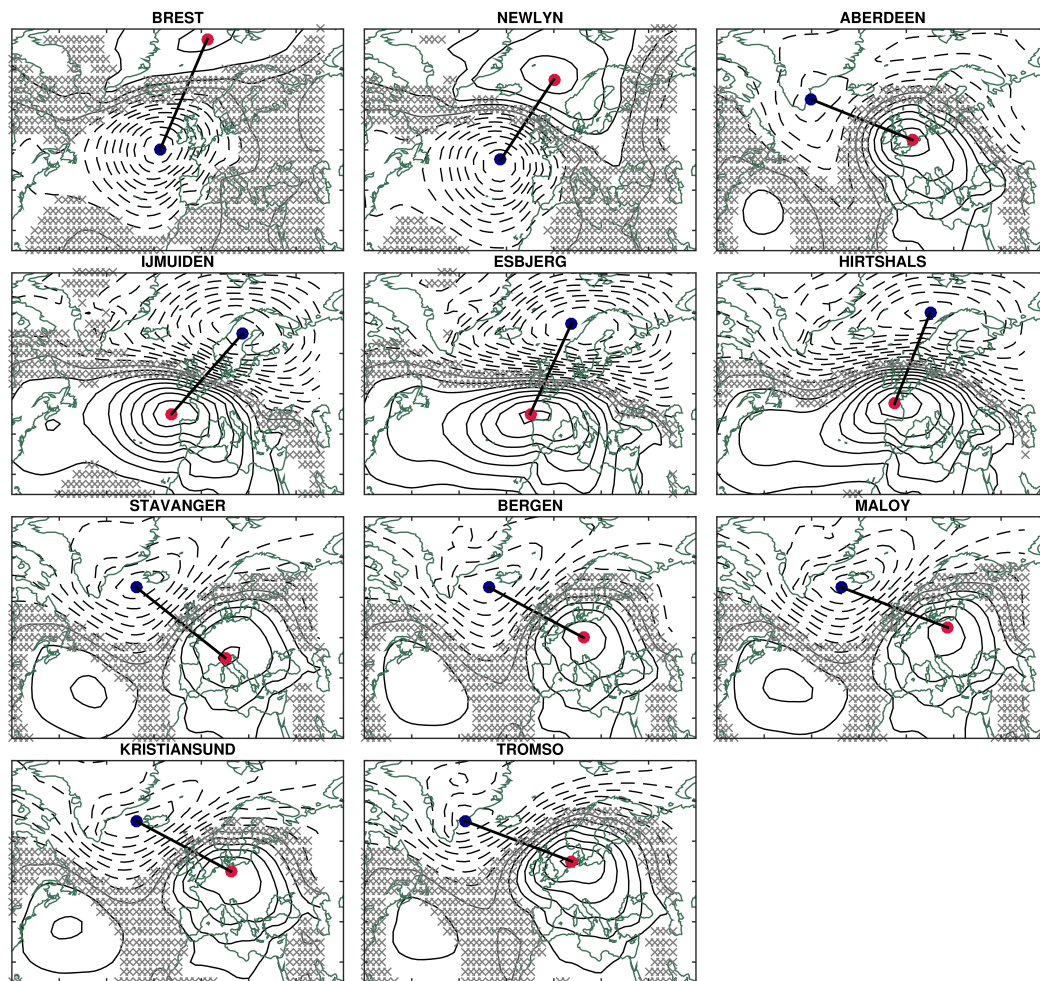 BREST
NEWLYN
ABERDEEN
IJMUIDEN
ESBJERG
HIRTSHALS
STAVANGER
BERGEN
MALOY
KRISTIANSUND
TROMSO